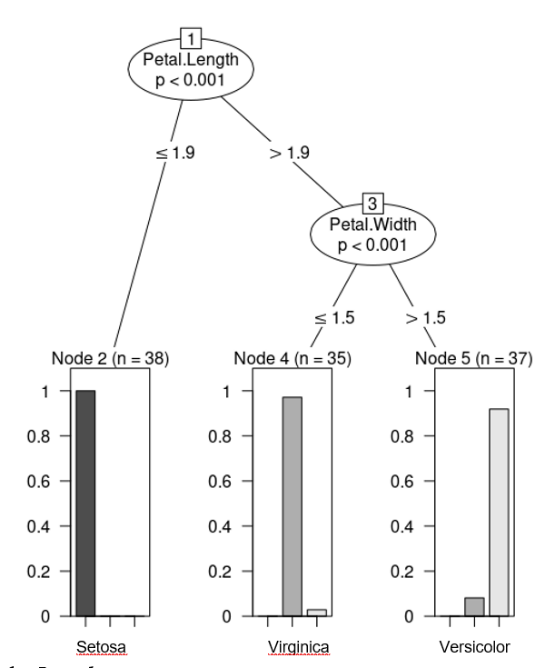 1
Petal.Length
p < 0.001
≤ 1.9
> 1.9
3
Petal.Width
p < 0.001
≤ 1.5
> 1.5
Node 2 (n = 38)
1
0.8
0.6
0.4
0.2
0
Setosa
Node 4 (n = 35)
1
0.8
0.6
0.4
0.2
0
Virginica
Node 5 (n = 37)
1
0.8
0.6
0.4
0.2
0
Versicolor